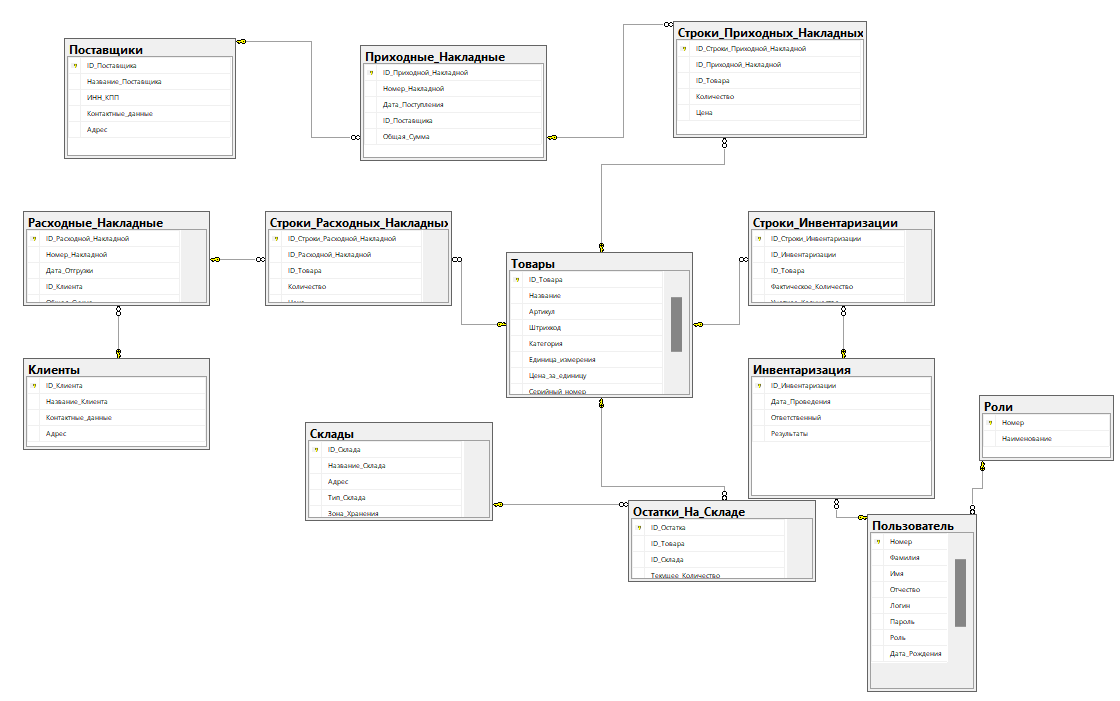 Поставщики
ID_Поставщика
Название_Поставщика
ИНН_КПП
Контактные_данные
Адрес
Приходные_Накладные
ID_Приходной_Накладной
Номер_Накладной
Дата_Поступления
ID_Поставщика
Общая_Сумма
Строки_Приходных_Накладных
ID_Строки_Приходной_Накладной
ID_Приходной_Накладной
ID_Товара
Количество
Цена
Расходные_Накладные
ID_Расходной_Накладной
Номер_Накладной
Дата_Отгрузки
ID_Клиента
Общая_Сумма
Строки_Расходных_Накладных
ID_Строки_Расходной_Накладной
ID_Расходной_Накладной
ID_Товара
Количество
Цена
Товары
ID_Товара
Название
Артикул
Штрихкод
Категория
Единица_измерения
Цена_за_единицу
Серийный_номер
Строки_Инвентаризации
ID_Строки_Инвентаризации
ID_Инвентаризации
ID_Товара
Фактическое_Количество
Учетное_Количество
Клиенты
ID_Клиента
Название_Клиента
Контактные_данные
Адрес
Инвентаризация
ID_Инвентаризации
Дата_Проведения
Ответственный
Результаты
Роли
Номер
Наименование
Склады
ID_Склада
Название_Склада
Адрес
Тип_Склада
Зона_Хранения
Остатки_На_Складе
ID_Остатка
ID_Товара
ID_Склада
Текущее_Количество
Пользователь
Номер
Фамилия
Имя
Отчество
Логин
Пароль
Роль
Дата_Рождения